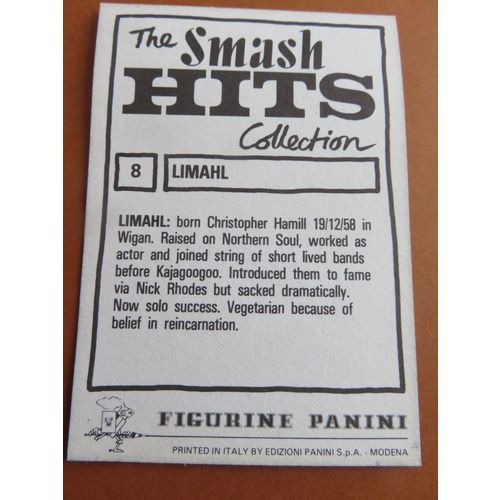 The Smash
HITS
Collection
8 LIMAHL
LIMAHL: born Christopher Hamill 19/12/58 in
Wigan. Raised on Northern Soul, worked as
actor and joined string of short lived bands
before Kajagoogoo. Introduced them to fame
via Nick Rhodes but sacked dramatically.
Now solo success. Vegetarian because of
belief in reincarnation.
FIGURINE PANINI
PRINTED IN ITALY BY EDIZIONI PANINI S.p.A. - MODENA